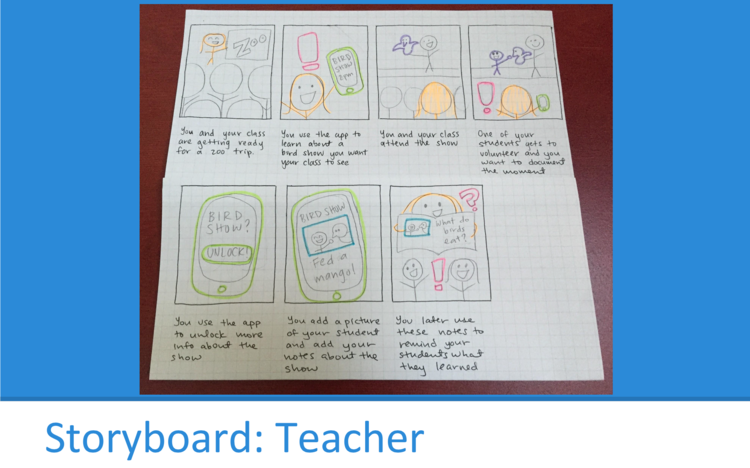 ZOO
BIRD
SHOW
2pm
You and your class
are getting ready
for a zoo trip.
You use the app to
learn about a
bird show you want
your class to see
You and your class
attend the show
One of your
students gets to
volunteer and you
want to document
the moment
BIRD
SHOW?
UNLOCK!
BIRD SHOW
Fed a
mango!
What do
birds
eat?
You use the app
to unlock more
info about the
show
You add a picture
of your student
and add your
notes about the
show
You later use
these notes to
remind your
students what
they learned
Storyboard: Teacher